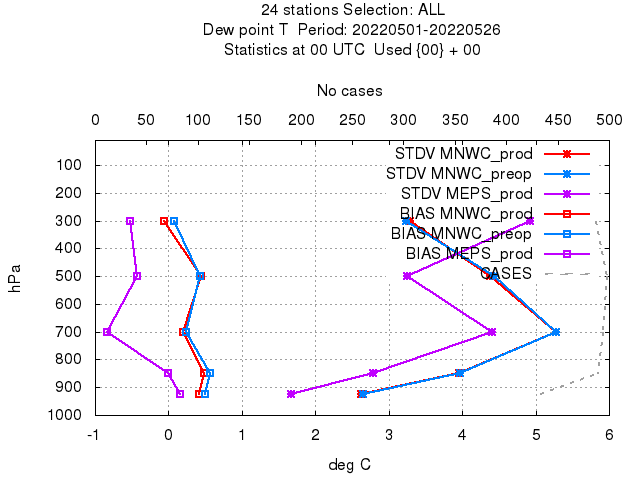 24 stations Selection: ALL
Dew point T  Period: 20220501-20220526
Statistics at 00 UTC  Used {00} + 00
No cases
0 50 100 150 200 250 300 350 400 450 500
STDV MNWC_prod
STDV MNWC_preop
STDV MEPS_prod
BIAS MNWC_prod
BIAS MNWC_preop
BIAS MEPS_prod
CASES
100
200
300
400
500
600
700
800
900
1000
hPa
-1 0 1 2 3 4 5 6
deg C